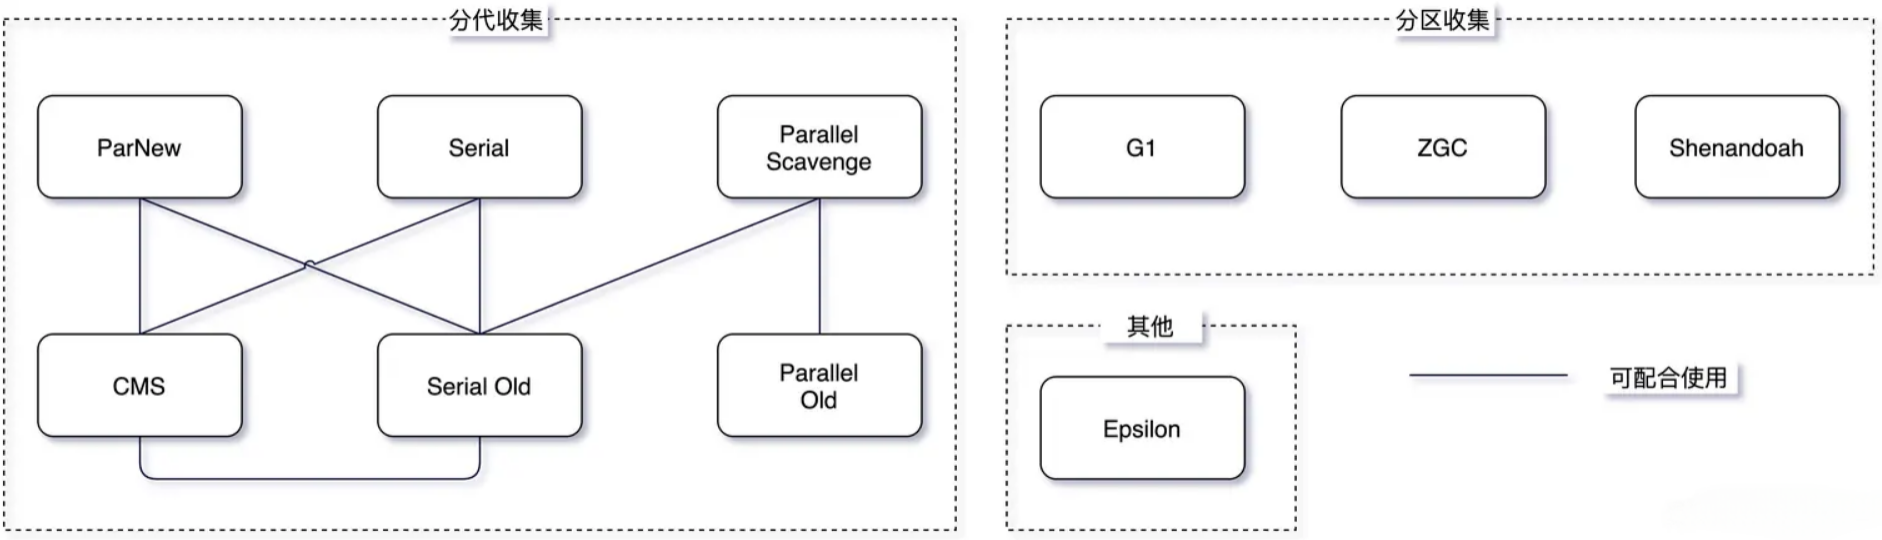 分代收集
分区收集
ParNew
Serial
Parallel
Scavenge
G1
ZGC
Shenandoah
CMS
Serial Old
Parallel
Old
其他
Epsilon
可配合使用